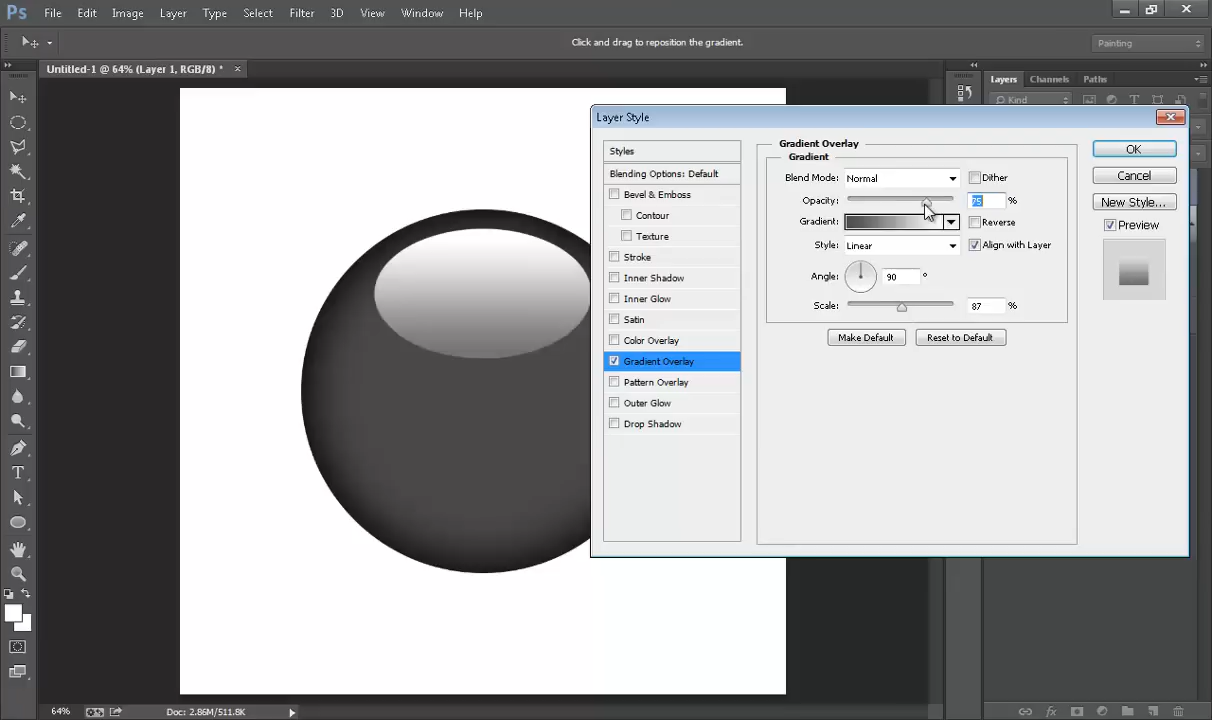 Ps File Edit Image Layer Type Select Filter 3D View Window Help
Click and drag to reposition the gradient.
Painting
Untitled-1 @ 64% (Layer 1, RGB/8) * ×
Layers Channels Paths
Kind
Layer Style
Styles
Blending Options: Default
Bevel & Emboss
Contour
Texture
Stroke
Inner Shadow
Inner Glow
Satin
Color Overlay
Gradient Overlay
Pattern Overlay
Outer Glow
Drop Shadow
Gradient Overlay
Gradient
Blend Mode: Normal Dither
Opacity: 75 %
Gradient: Reverse
Style: Linear Align with Layer
Angle: 90 °
Scale: 87 %
Make Default Reset to Default
OK
Cancel
New Style...
Preview
64% Doc: 2.86M/511.8K